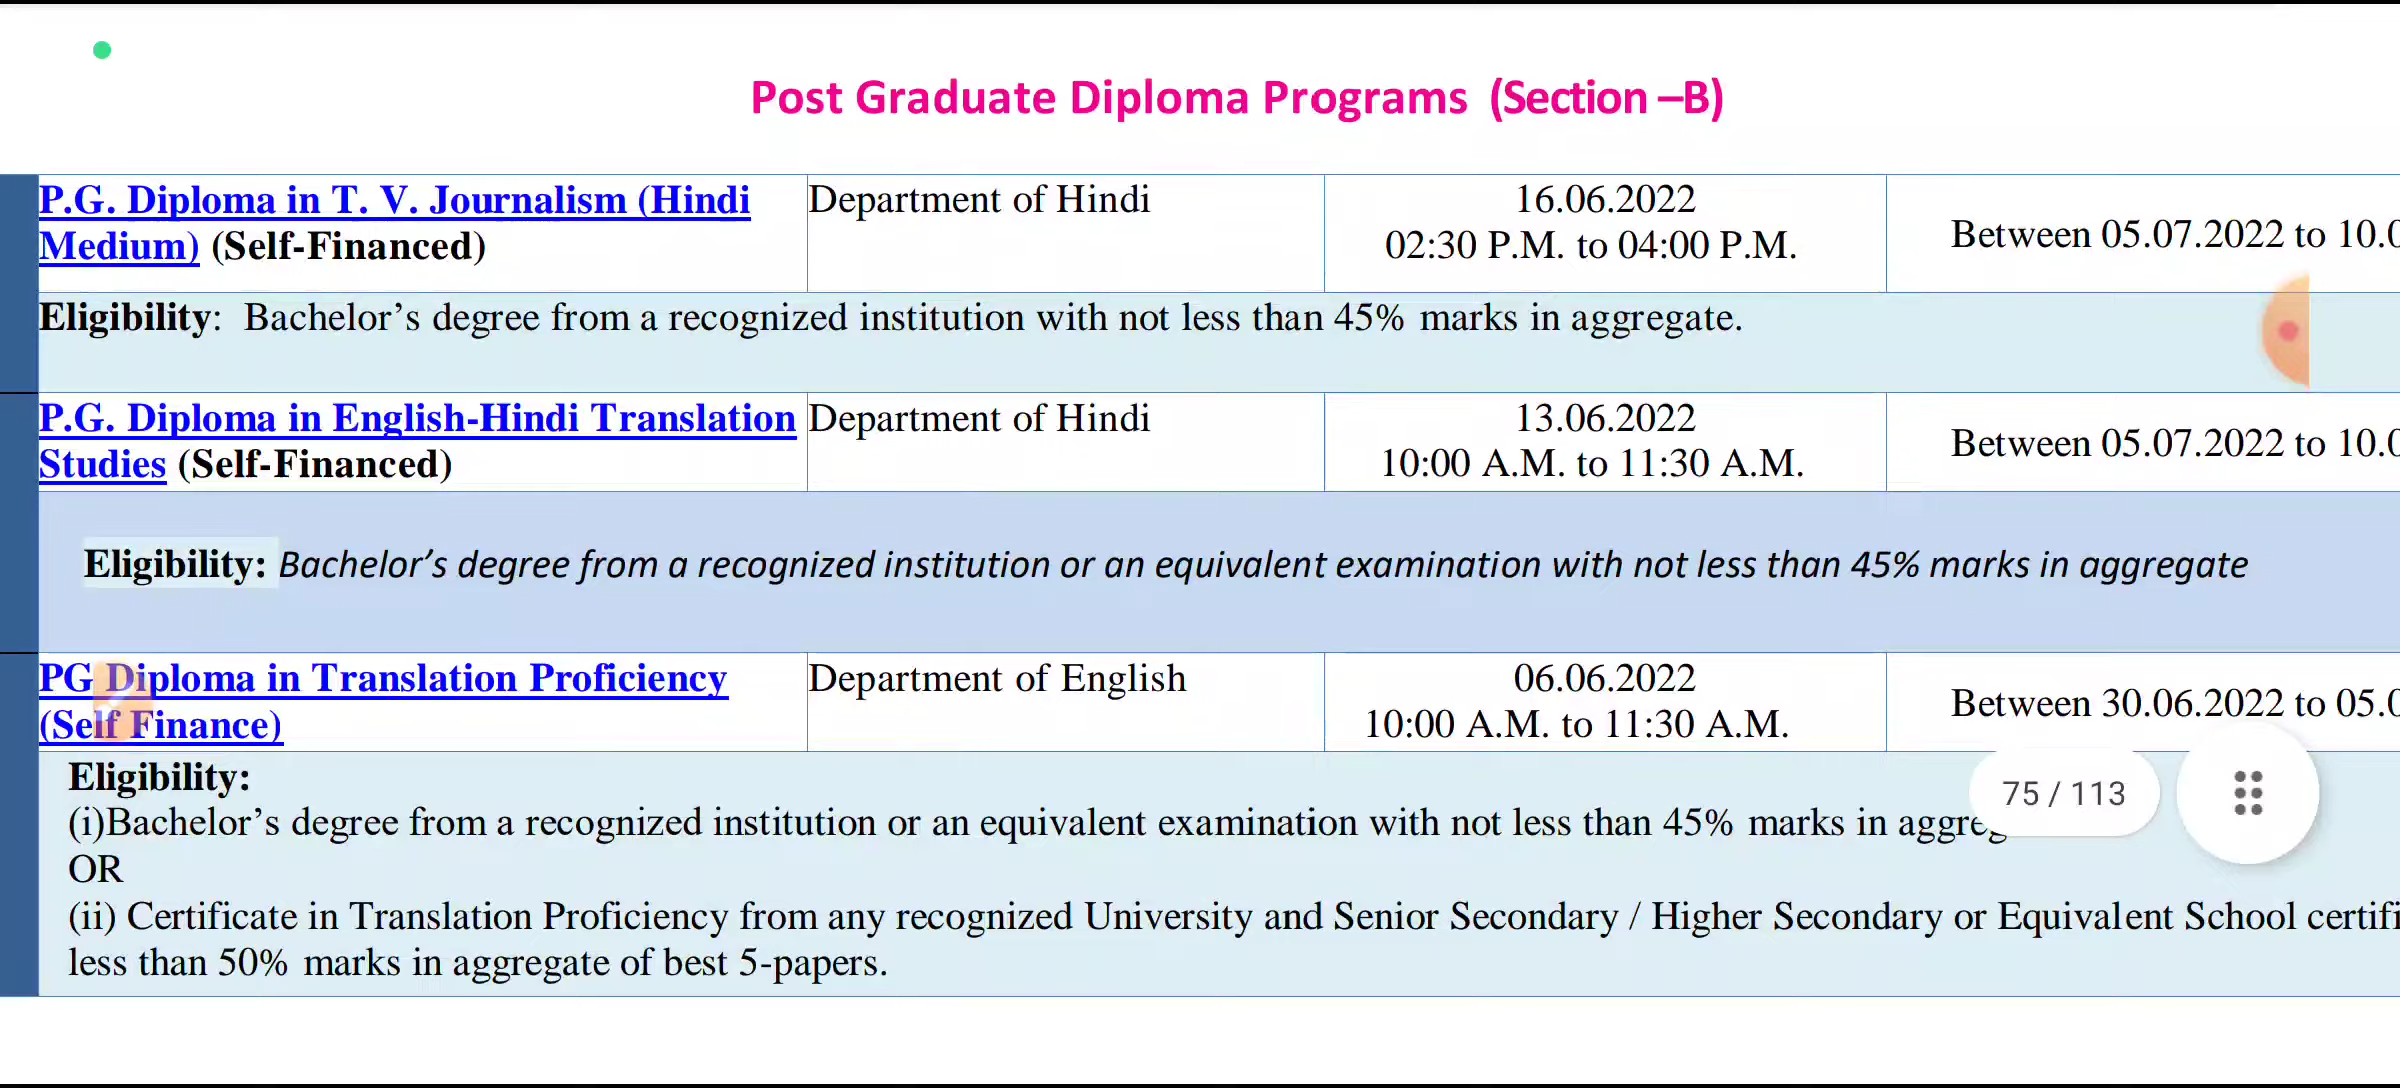 Post Graduate Diploma Programs (Section –B)
P.G. Diploma in T. V. Journalism (Hindi
Medium) (Self-Financed)
Department of Hindi
16.06.2022
02:30 P.M. to 04:00 P.M.
Between 05.07.2022 to
Eligibility: Bachelor’s degree from a recognized institution with not less than 45% marks in aggregate.
P.G. Diploma in English-Hindi Translation
Studies (Self-Financed)
Department of Hindi
13.06.2022
10:00 A.M. to 11:30 A.M.
Between 05.07.2022 to
Eligibility: Bachelor’s degree from a recognized institution or an equivalent examination with not less than 45% marks in aggregate
PG Diploma in Translation Proficiency
(Self Finance)
Department of English
06.06.2022
10:00 A.M. to 11:30 A.M.
Between 30.06.2022 to
Eligibility:
(i)Bachelor’s degree from a recognized institution or an equivalent examination with not less than 45% marks in
OR
(ii) Certificate in Translation Proficiency from any recognized University and Senior Secondary / Higher Secondary or Equivalent School
less than 50% marks in aggregate of best 5-papers.
75 / 113